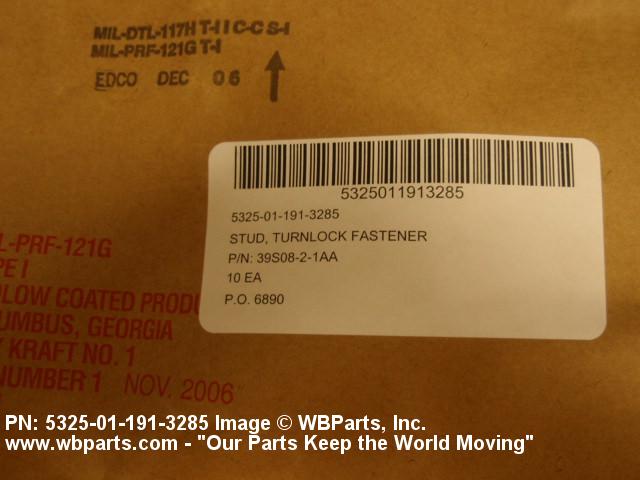 MIL-DTL-117H T-II C-C S-I
MIL-PRF-121G T-I
EDCO DEC 06
5325011913285
5325-01-191-3285
STUD, TURNLOCK FASTENER
P/N: 39S08-2-1AA
10 EA
P.O. 6890
L-PRF-121G
PE I
LOW COATED PRODU
UMBUS, GEORGIA
KRAFT NO. 1
NUMBER 1 NOV. 2006
PN: 5325-01-191-3285 Image © WBParts, Inc.
www.wbparts.com - "Our Parts Keep the World Moving"